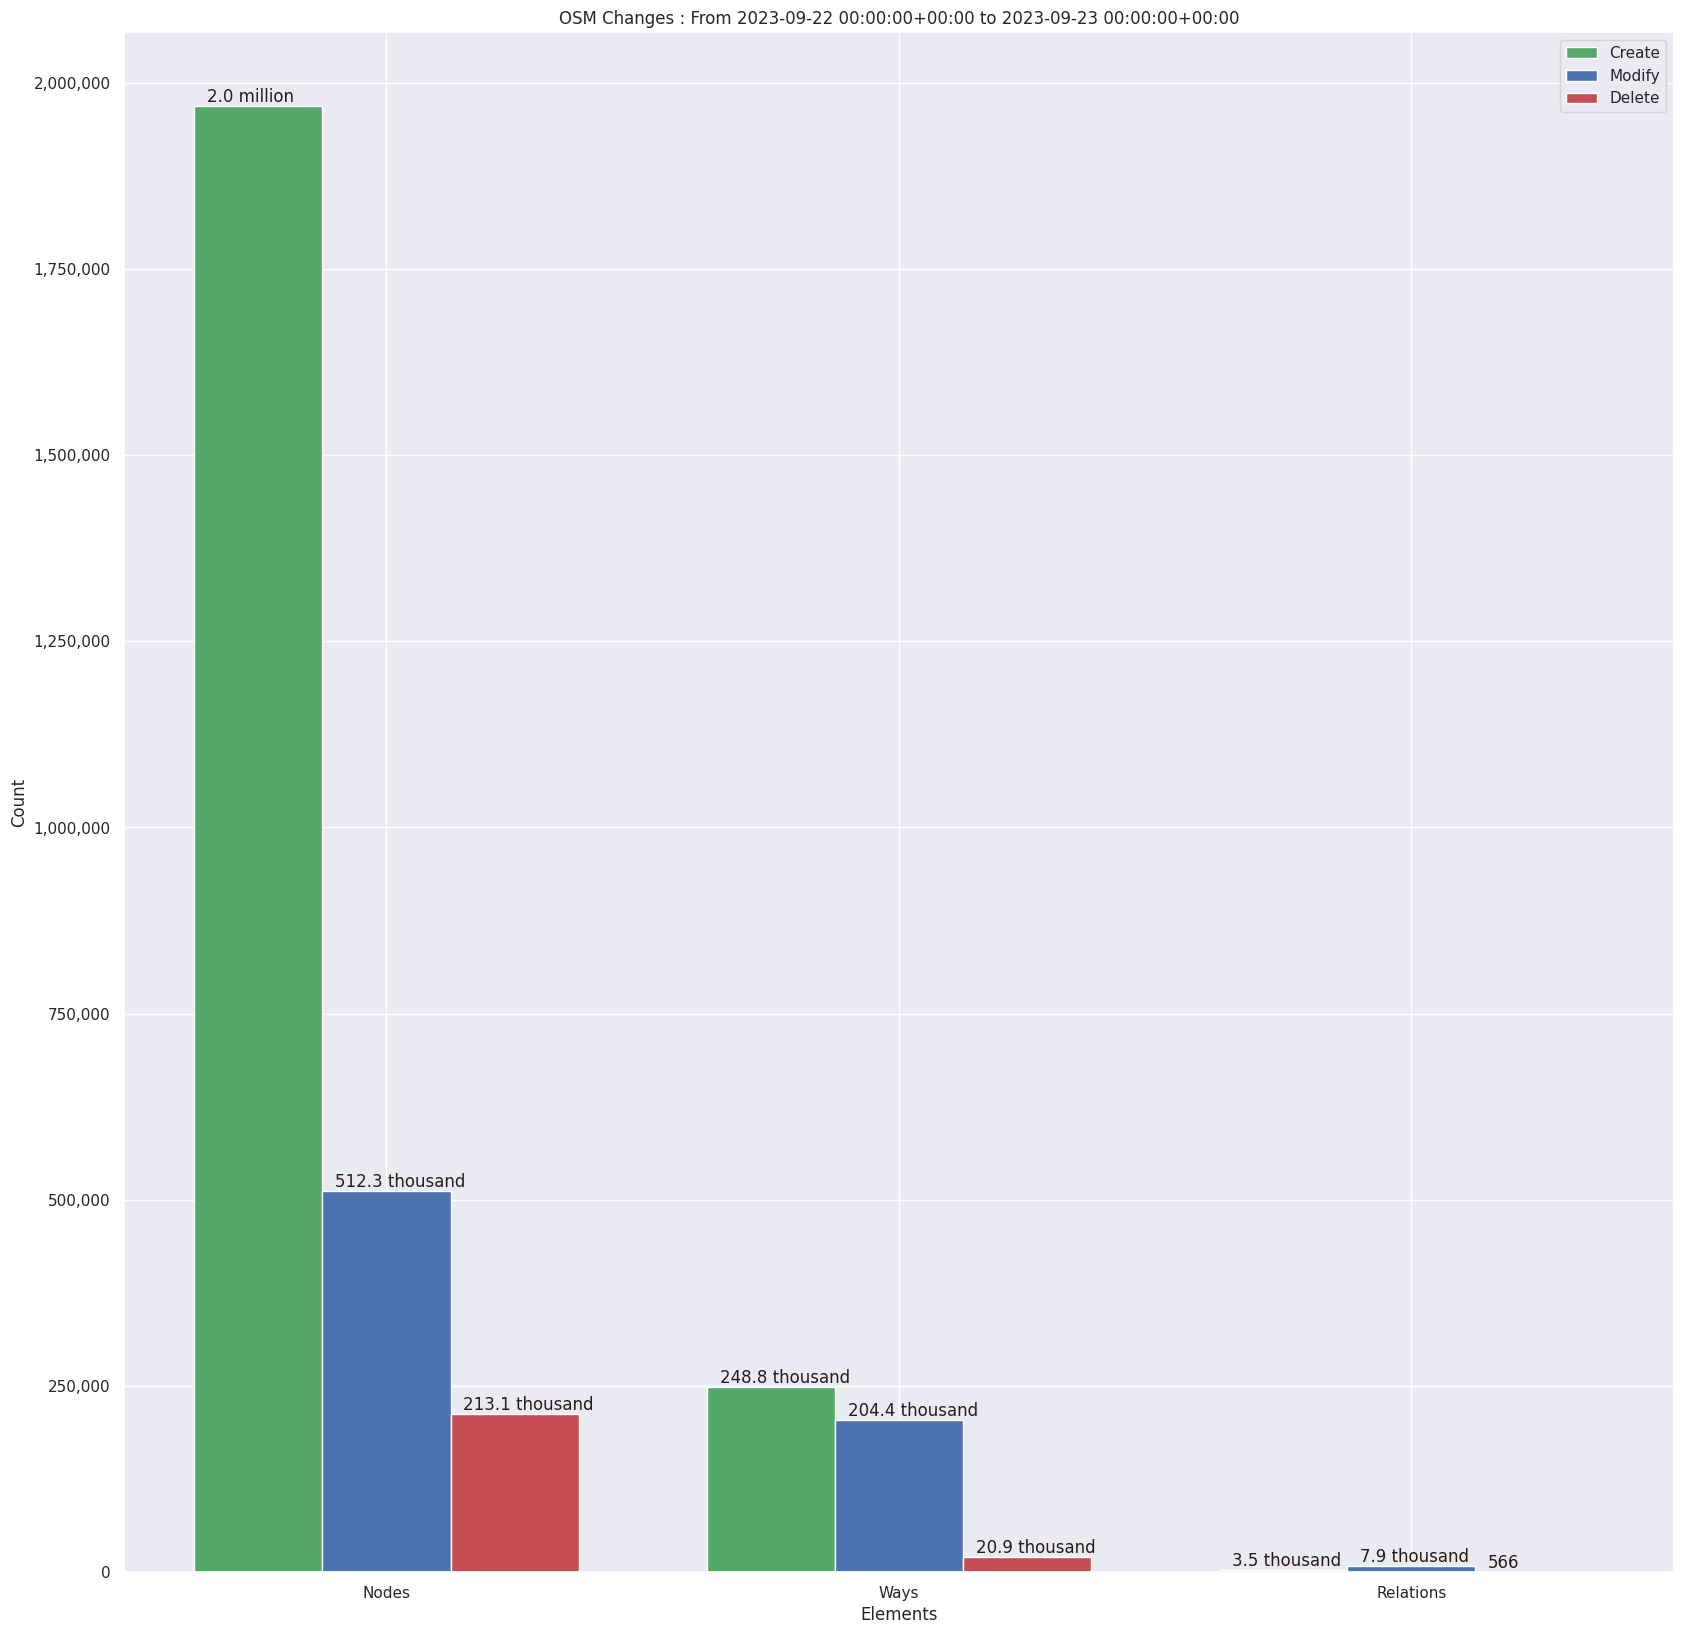 OSM Changes : From 2023-09-22 00:00:00+00:00 to 2023-09-23 00:00:00+00:00
Create
Modify
Delete
2,000,000
1,750,000
1,500,000
1,250,000
1,000,000
750,000
500,000
250,000
0
Count
2.0 million
512.3 thousand
213.1 thousand
248.8 thousand
204.4 thousand
20.9 thousand
3.5 thousand
7.9 thousand
566
Nodes
Ways
Relations
Elements